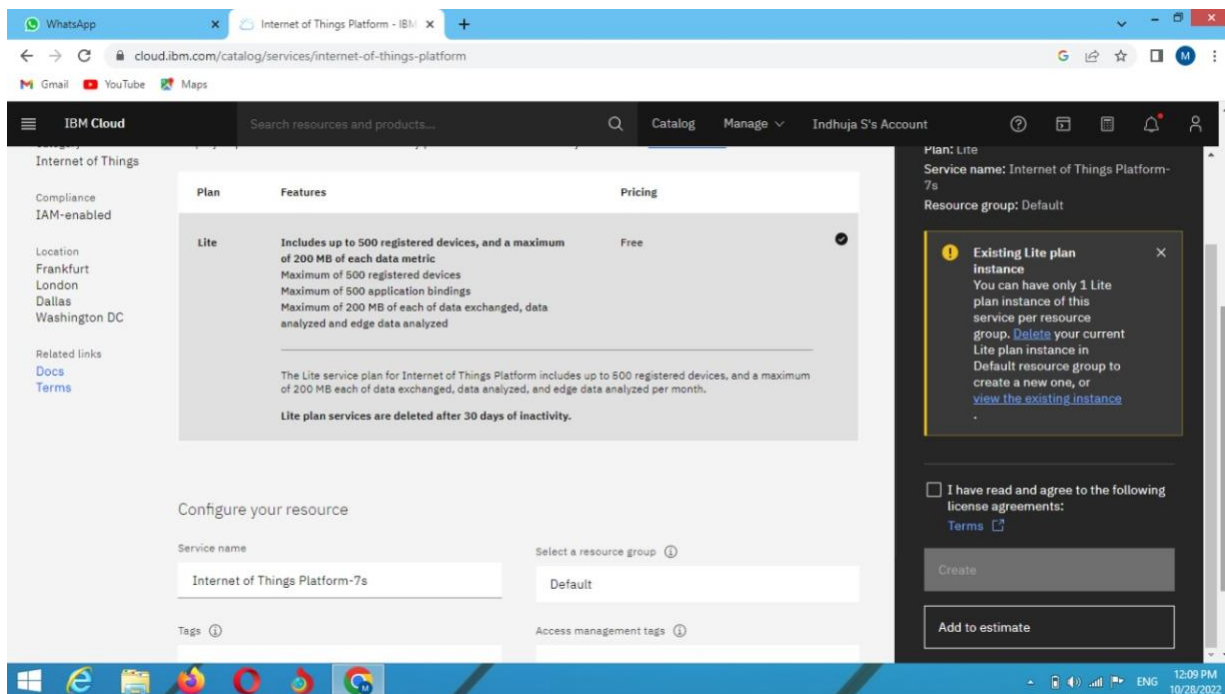 WhatsApp
Internet of Things Platform - IBM
cloud.ibm.com/catalog/services/internet-of-things-platform
G
M
Gmail
YouTube
Maps
IBM Cloud
Search resources and products...
Catalog
Manage
Indhuja S's Account
Internet of Things
Compliance
IAM-enabled
Location
Frankfurt
London
Dallas
Washington DC
Related links
Docs
Terms
Plan
Features
Pricing
Lite
Includes up to 500 registered devices, and a maximum
of 200 MB of each data metric
Maximum of 500 registered devices
Maximum of 500 application bindings
Maximum of 200 MB of each of data exchanged, data
analyzed and edge data analyzed
Free
The Lite service plan for Internet of Things Platform includes up to 500 registered devices, and a maximum
of 200 MB each of data exchanged, data analyzed, and edge data analyzed per month.
Lite plan services are deleted after 30 days of inactivity.
Configure your resource
Service name
Internet of Things Platform-7s
Select a resource group
Default
Tags
Access management tags
Plan: Lite
Service name: Internet of Things Platform-
7s
Resource group: Default
Existing Lite plan
instance
You can have only 1 Lite
plan instance of this
service per resource
group. Delete your current
Lite plan instance in
Default resource group to
create a new one, or
view the existing instance
.
I have read and agree to the following
license agreements:
Terms
Create
Add to estimate
ENG
12:09 PM
10/28/2022